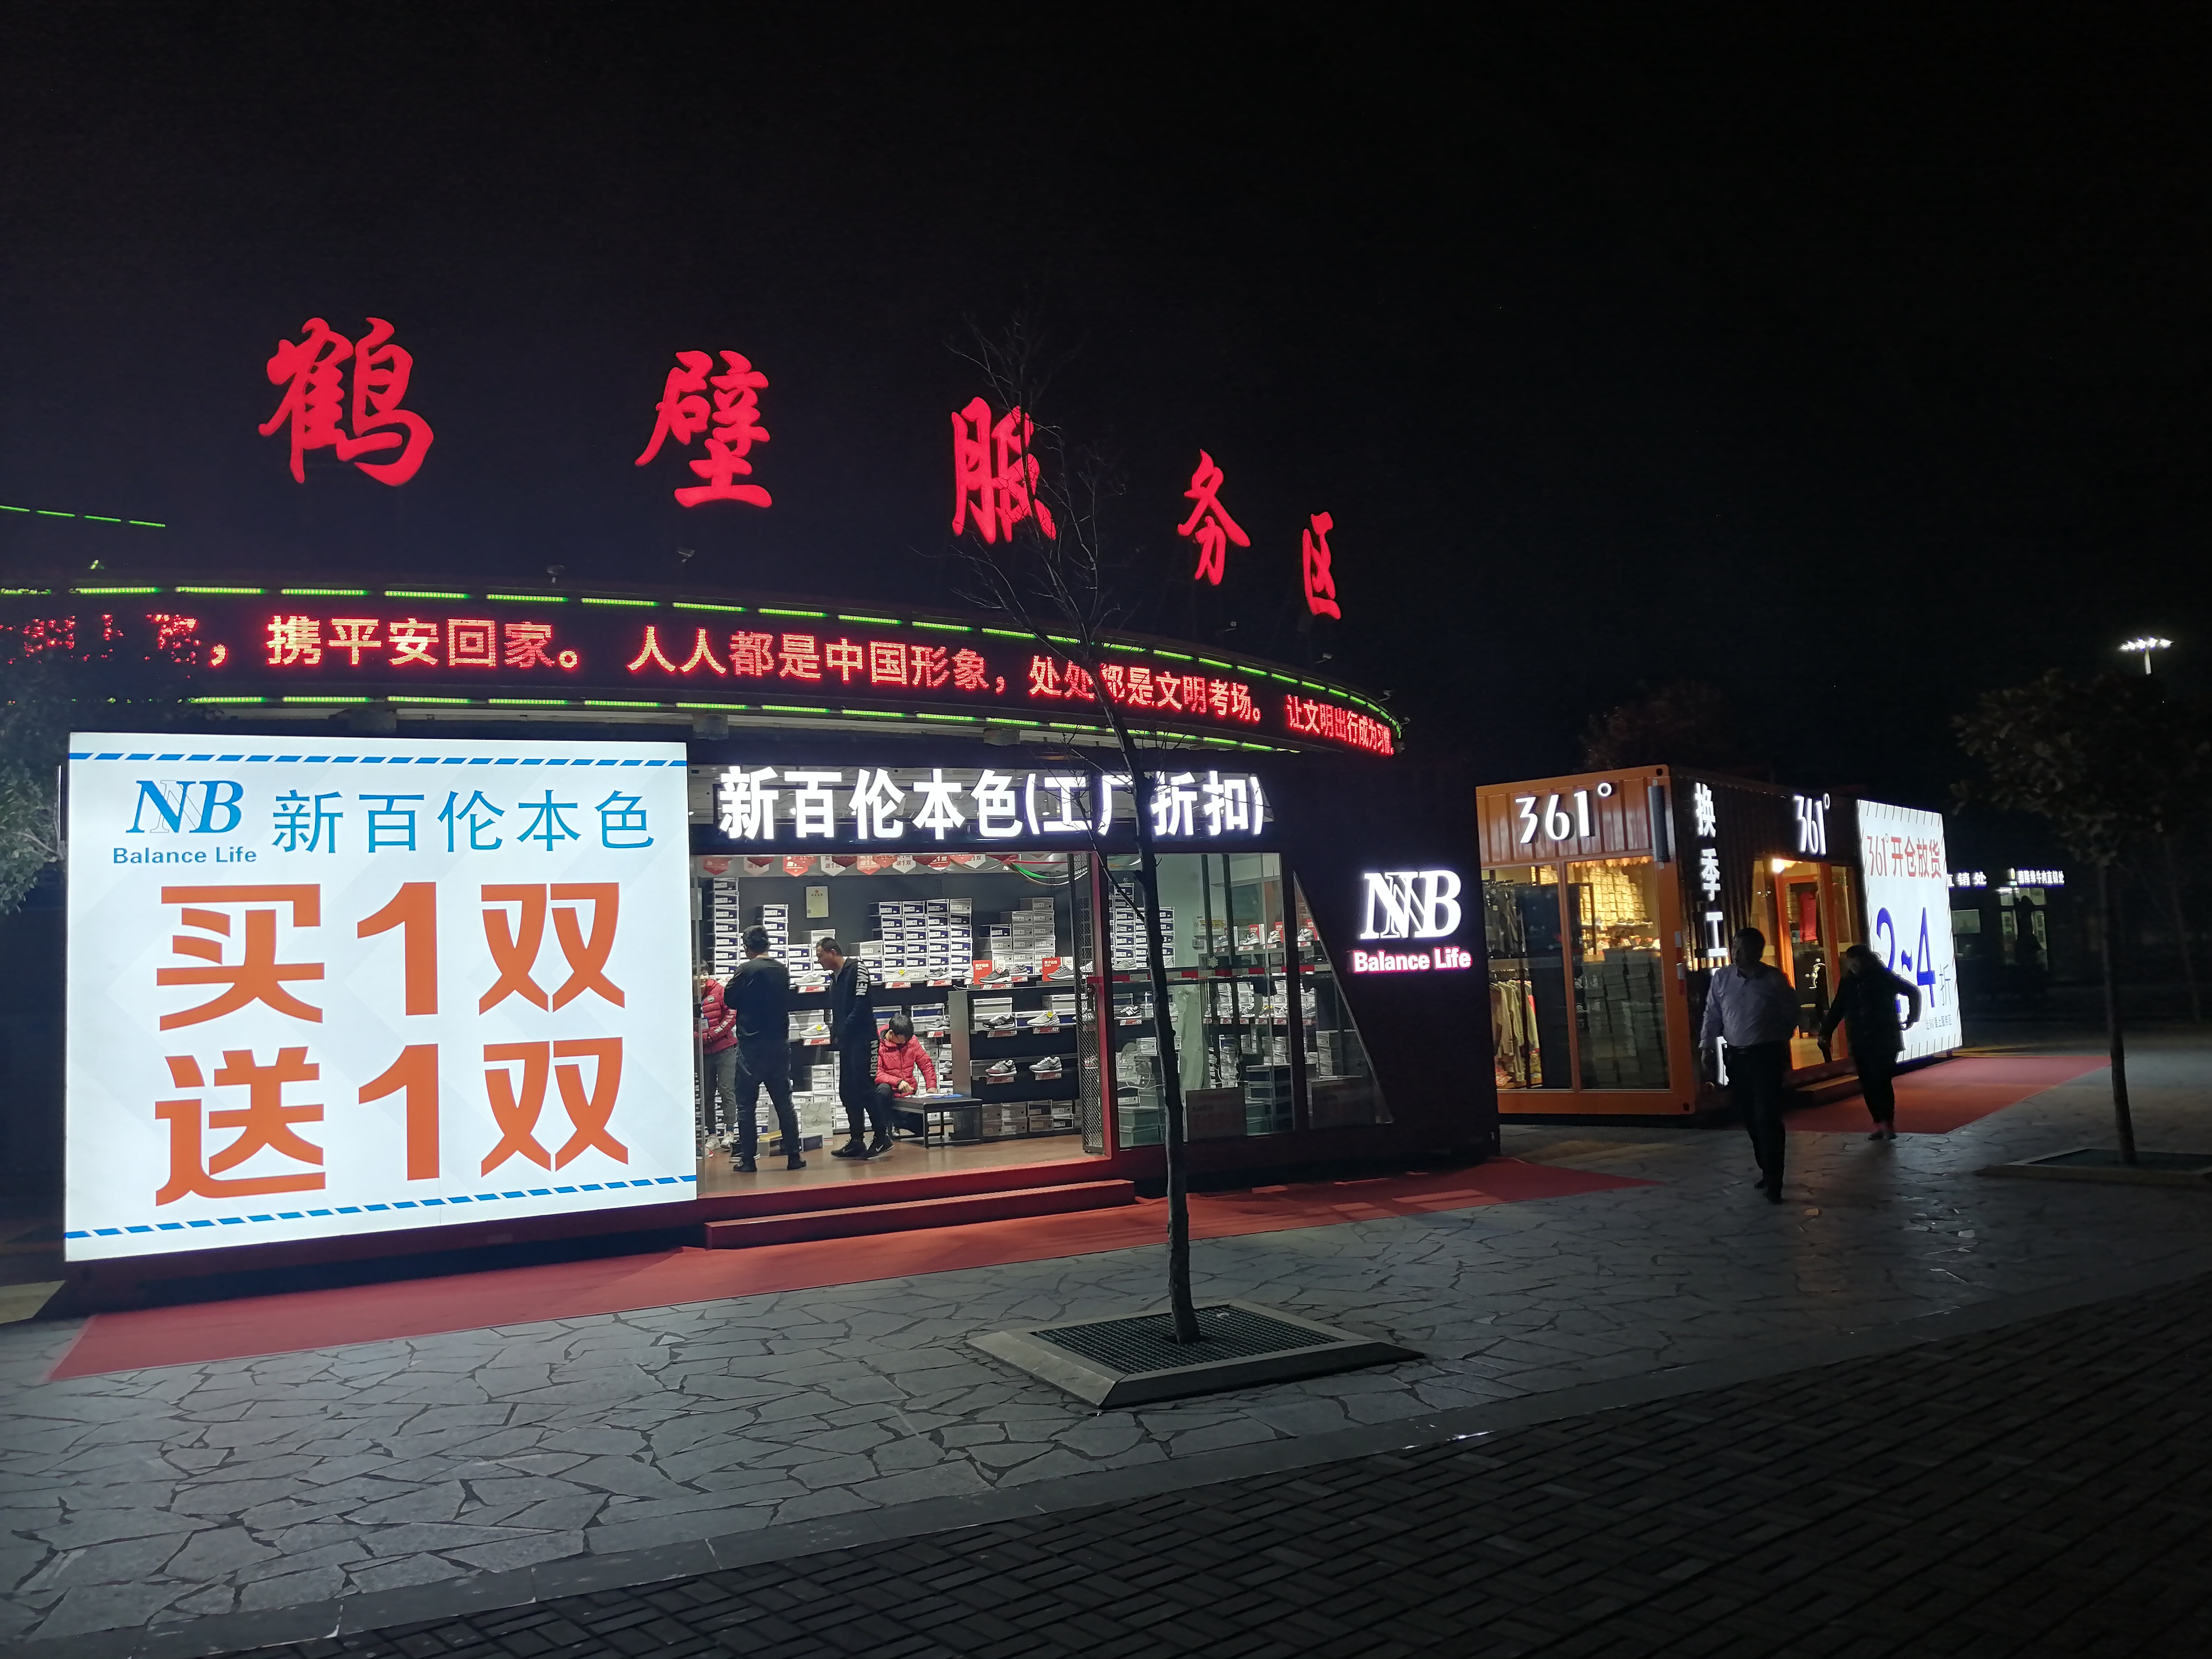 鹤壁服务区
，携平安回家。 人人都是中国形象，处处都是文明考场。 让文明出行成为习惯
NB 新百伦本色
Balance Life
买1双
送1双
新百伦本色(工厂折扣)
NB
Balance Life
361°
换季工
361°
361°开仓放货
2~4折